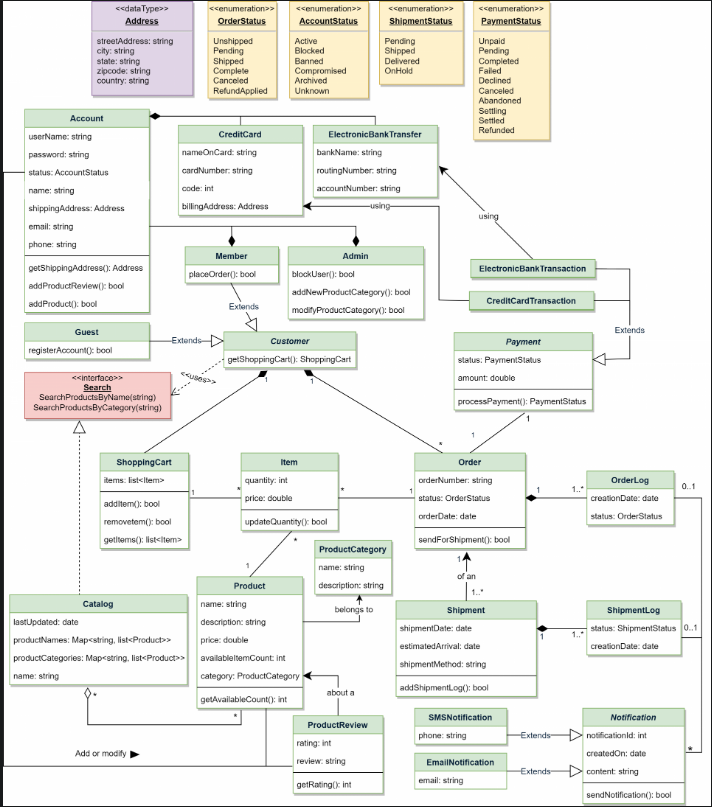 <<dataType>>
Address
streetAddress: string
city: string
state: string
zipcode: string
country: string
<<enumeration>>
OrderStatus
Unshipped
Pending
Shipped
Complete
Canceled
RefundApplied
<<enumeration>>
AccountStatus
Active
Blocked
Banned
Compromised
Archived
Unknown
<<enumeration>>
ShipmentStatus
Pending
Shipped
Delivered
OnHold
<<enumeration>>
PaymentStatus
Unpaid
Pending
Completed
Failed
Declined
Canceled
Abandoned
Settling
Settled
Refunded
Account
userName: string
password: string
status: AccountStatus
name: string
shippingAddress: Address
email: string
phone: string
getShippingAddress(): Address
addProductReview(): bool
addProduct(): bool
CreditCard
nameOnCard: string
cardNumber: string
code: int
billingAddress: Address
ElectronicBankTransfer
bankName: string
routingNumber: string
accountNumber: string
using
using
Member
placeOrder(): bool
Admin
blockUser(): bool
addNewProductCategory(): bool
modifyProductCategory(): bool
ElectronicBankTransaction
CreditCardTransaction
Extends
Extends
Guest
registerAccount(): bool
Extends
Customer
getShoppingCart(): ShoppingCart
Payment
status: PaymentStatus
amount: double
processPayment(): PaymentStatus
<<interface>>
Search
SearchProductsByName(string)
SearchProductsByCategory(string)
<<uses>>
1
1
1
1
*
ShoppingCart
items: list<Item>
addItem(): bool
removetem(): bool
getItems(): list<Item>
1
*
Item
quantity: int
price: double
updateQuantity(): bool
*
1
*
1
Order
orderNumber: string
status: OrderStatus
orderDate: date
sendForShipment(): bool
1
1..*
OrderLog
creationDate: date
status: OrderStatus
0..1
ProductCategory
name: string
description: string
belongs to
1
of an
1..*
Product
name: string
description: string
price: double
availableItemCount: int
category: ProductCategory
getAvailableCount(): int
Catalog
lastUpdated: date
productNames: Map<string, list<Product>>
productCategories: Map<string, list<Product>>
name: string
*
*
Shipment
shipmentDate: date
estimatedArrival: date
shipmentMethod: string
addShipmentLog(): bool
1
1..*
ShipmentLog
status: ShipmentStatus
creationDate: date
0..1
about a
ProductReview
rating: int
review: string
getRating(): int
Add or modify
SMSNotification
phone: string
Extends
EmailNotification
email: string
Extends
Notification
notificationId: int
createdOn: date
content: string
sendNotification(): bool
*